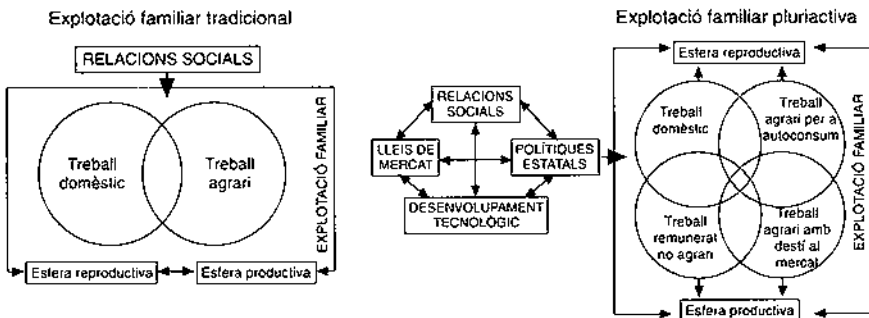 Explotació familiar tradicional
RELACIONS SOCIALS
Treball
domèstic
Treball
agrari
EXPLOTACIÓ FAMILIAR
Esfera reproductiva
Esfera productiva
RELACIONS
SOCIALS
LLEIS DE
MERCAT
POLÍTIQUES
ESTATALS
DESENVOLUPAMENT
TECNOLÒGIC
Explotació familiar pluriactiva
Esfera reproductiva
Treball
domèstic
Treball
agrari per a
autoconsum
Treball
remunerat
no agrari
Treball
agrari amb
destí al
mercat
EXPLOTACIÓ FAMILIAR
Esfera productiva